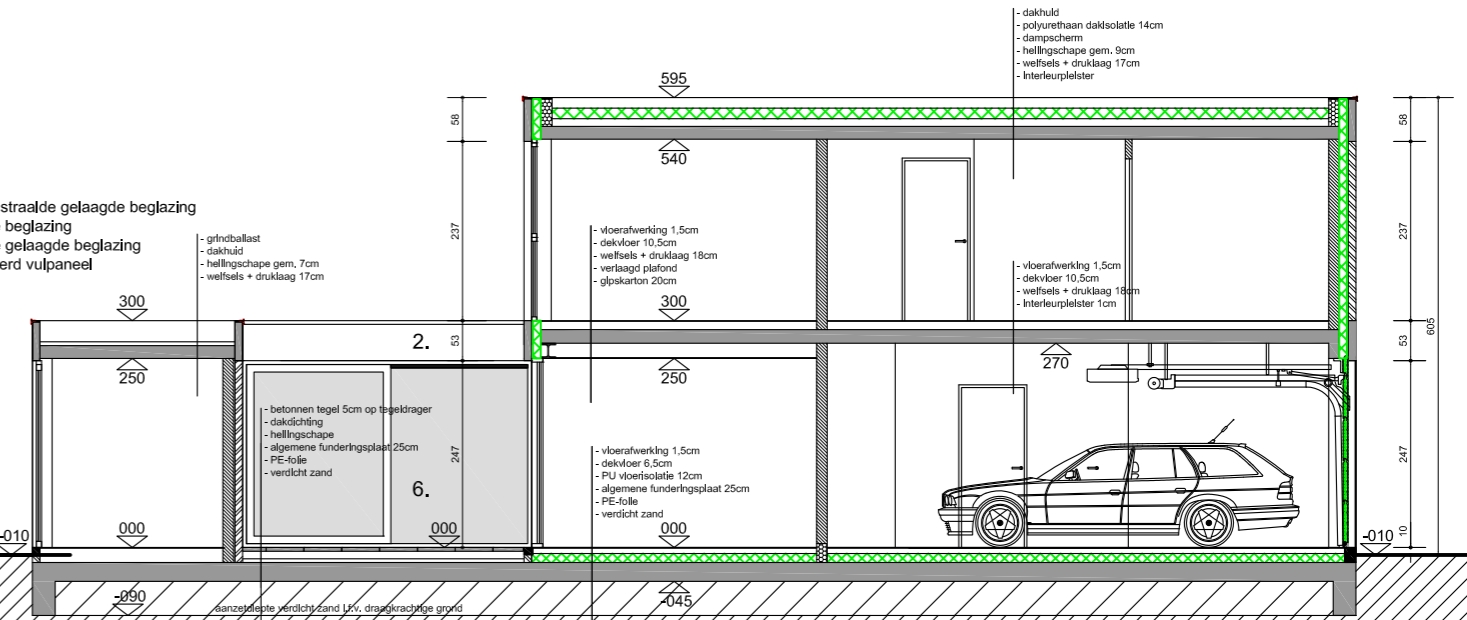 - dakhuid
- polyurethaan dakisolatie 14cm
- dampscherm
- hellingschape gem. 9cm
- welfsels + druklaag 17cm
- interieurpleister
595
58
58
540
straalde gelaagde beglazing
beglazing
gelaagde beglazing
erd vulpaneel
- grindballast
- dakhuid
- hellingschape gem. 7cm
- welfsels + druklaag 17cm
237
- vloerafwerking 1,5cm
- dekvloer 10,5cm
- welfsels + druklaag 18cm
- verlaagd plafond
- gipskarton 20cm
237
- vloerafwerking 1,5cm
- dekvloer 10,5cm
- welfsels + druklaag 18cm
- interieurpleister 1cm
300
300
605
2.
53
53
250
250
270
- betonnen tegel 5cm op tegeldrager
- dakdichting
- hellingschape
- algemene funderingsplaat 25cm
- PE-folie
- verdicht zand
247
- vloerafwerking 1,5cm
- dekvloer 6,5cm
- PU vloerisolatie 12cm
- algemene funderingsplaat 25cm
- PE-folie
- verdicht zand
247
6.
-010
000
000
000
10
-010
-090
aanzetdiepte verdicht zand i.f.v. draagkrachtige grond
-045